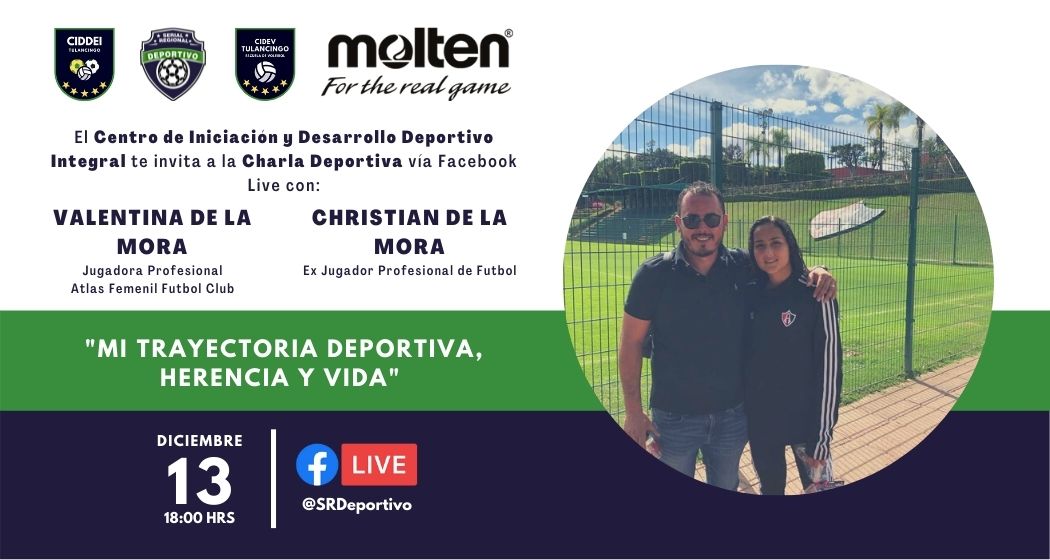 CIDDEI
TULANCINGO
SERIAL REGIONAL
DEPORTIVO
CIDEV
TULANCINGO
ESCUELA DE VOLEIBOL
molten®
For the real game
El Centro de Iniciación y Desarrollo Deportivo
Integral te invita a la Charla Deportiva vía Facebook
Live con:
VALENTINA DE LA
MORA
Jugadora Profesional
Atlas Femenil Futbol Club
CHRISTIAN DE LA
MORA
Ex Jugador Profesional de Futbol
"MI TRAYECTORIA DEPORTIVA,
HERENCIA Y VIDA"
DICIEMBRE
13
18:00 HRS
f LIVE
@SRDeportivo